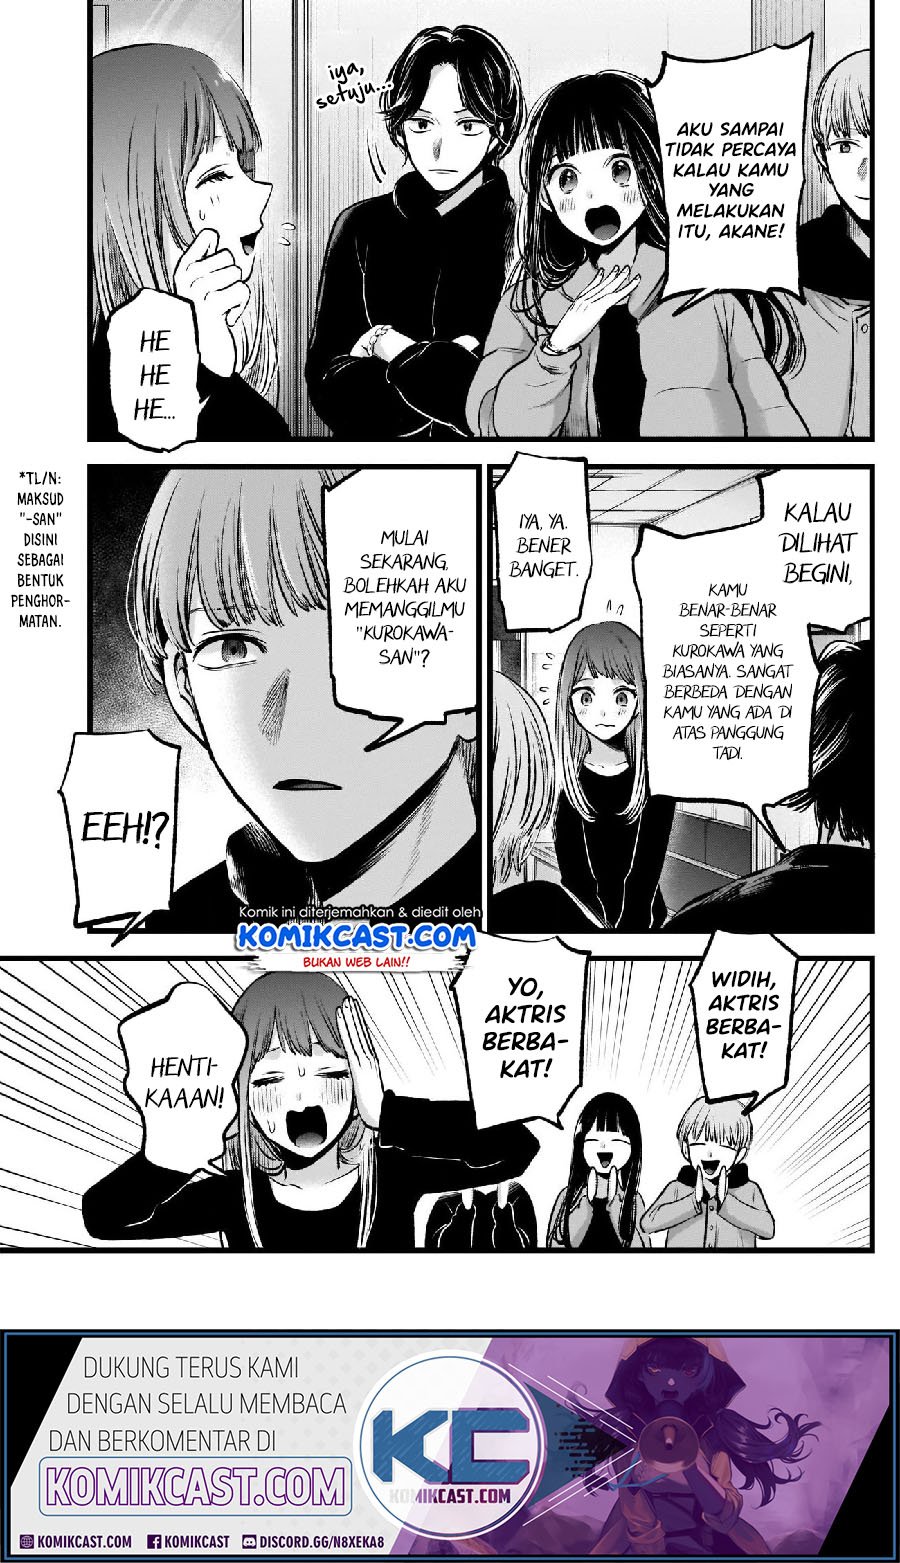 AKU SAMPAI
TIDAK PERCAYA
KALAU KAMU
YANG
MELAKUKAN
ITU, AKANE!
iya,
setuju...
HE
HE
HE...
KALAU
DILIHAT
BEGINI,
KAMU
BENAR-BENAR
SEPERTI
KUROKAWA YANG
BIASANYA. SANGAT
BERBEDA DENGAN
KAMU YANG ADA DI
ATAS PANGGUNG
TADI.
IYA, YA.
BENER
BANGET.
MULAI
SEKARANG,
BOLEHKAH AKU
MEMANGGILMU
"KUROKAWA-
SAN"?
*TL/N:
MAKSUD
"-SAN"
DISINI
SEBAGAI
BENTUK
PENGHOR-
MATAN.
EEH!?
Komik ini diterjemahkan & diedit oleh
KOMIKCAST.COM
BUKAN WEB LAIN!!
WIDIH,
AKTRIS
BERBA-
KAT!
YO,
AKTRIS
BERBA-
KAT!
HENTI-
KAAAN!
DUKUNG TERUS KAMI
DENGAN SELALU MEMBACA
DAN BERKOMENTAR DI
KOMIKCAST.COM
KC
KOMIKCAST.COM
KOMIKCAST.COM KOMIKCAST DISCORD.GG/N8XEKA8